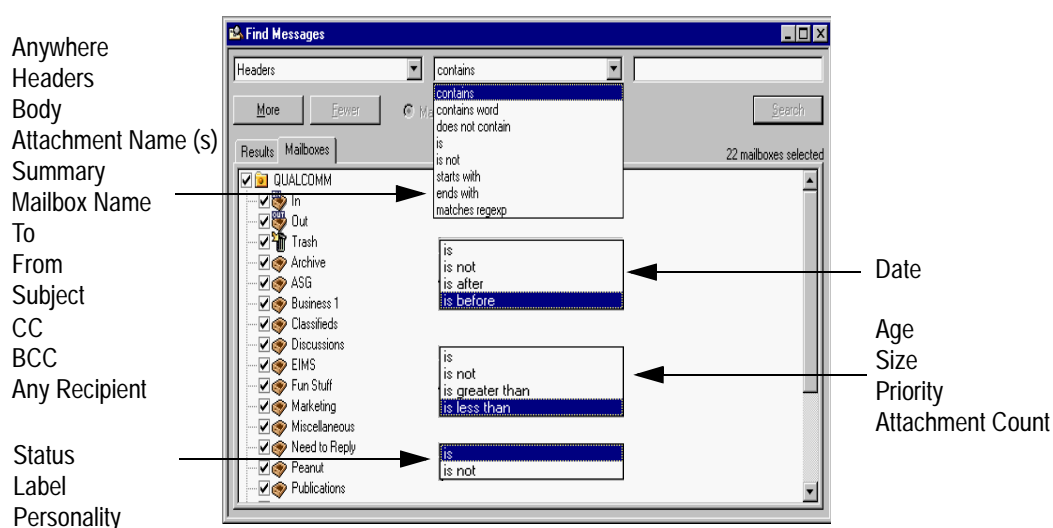 Anywhere
Headers
Body
Attachment Name (s)
Summary
Mailbox Name
To
From
Subject
CC
BCC
Any Recipient
Status
Label
Personality
Find Messages
Headers
contains
More
Fewer
Ma
Search
contains
contains word
does not contain
is
is not
starts with
ends with
matches regexp
Results
Mailboxes
22 mailboxes selected
QUALCOMM
In
Out
Trash
Archive
ASG
Business 1
Classifieds
Discussions
EIMS
Fun Stuff
Marketing
Miscellaneous
Need to Reply
Peanut
Publications
is
is not
is after
is before
is
is not
is greater than
is less than
is
is not
Date
Age
Size
Priority
Attachment Count